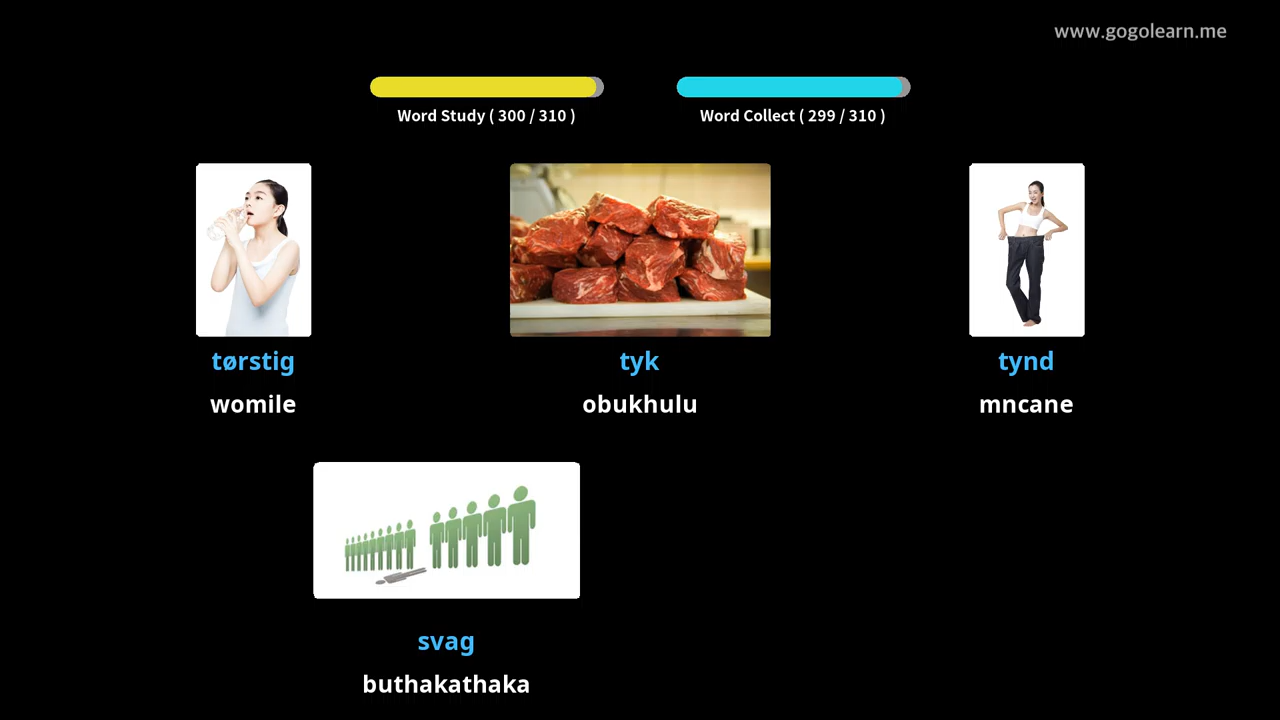 www.gogolearn.me
Word Study ( 300 / 310 )
Word Collect ( 299 / 310 )
tørstig
womile
tyk
obukhulu
tynd
mncane
svag
buthakathaka